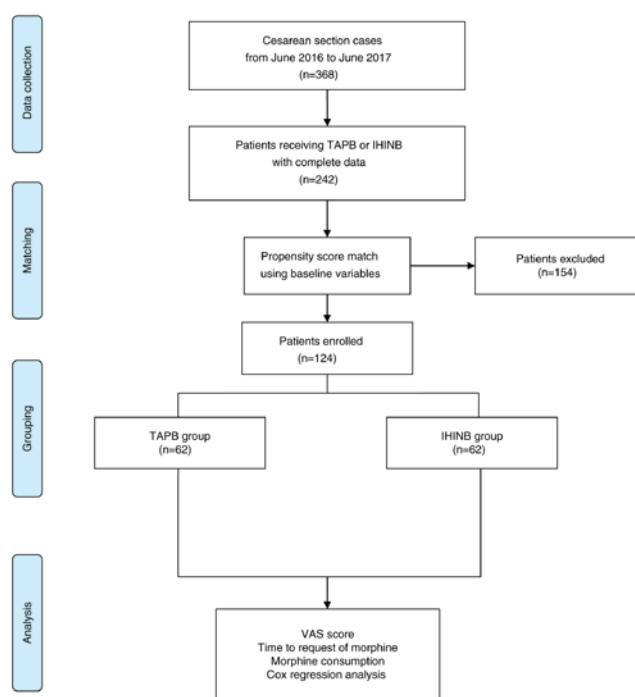 Data collection
Cesarean section cases
from June 2016 to June 2017
(n=368)
Patients receiving TAPB or IHINB
with complete data
(n=242)
Matching
Propensity score match
using baseline variables
Patients excluded
(n=154)
Patients enrolled
(n=124)
Grouping
TAPB group
(n=62)
IHINB group
(n=62)
Analysis
VAS score
Time to request of morphine
Morphine consumption
Cox regression analysis